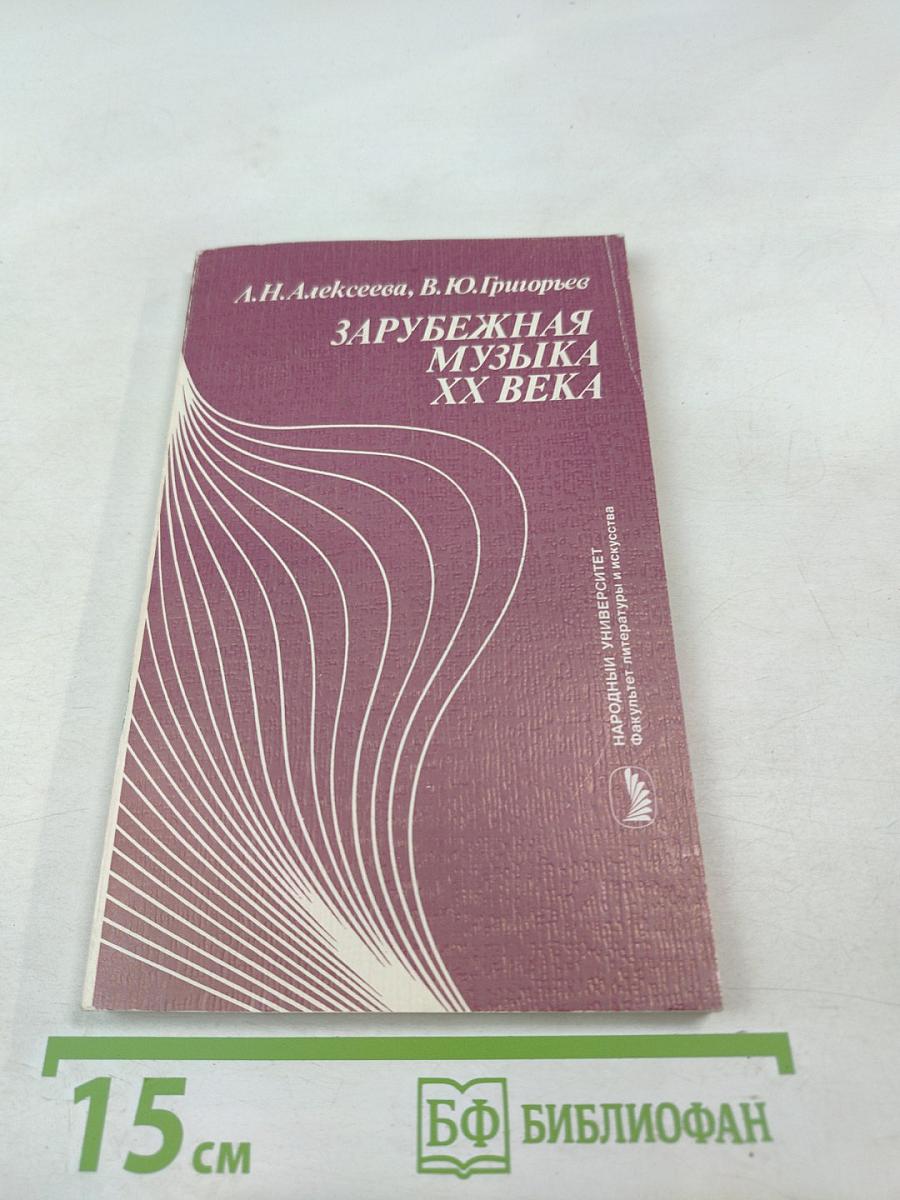 Л.Н.Алексеева, В.Ю.Григорьев
ЗАРУБЕЖНАЯ
МУЗЫКА
XX ВЕКА
НАРОДНЫЙ УНИВЕРСИТЕТ
Факультет литературы и искусства
15 см
БФ БИБЛИОФАН